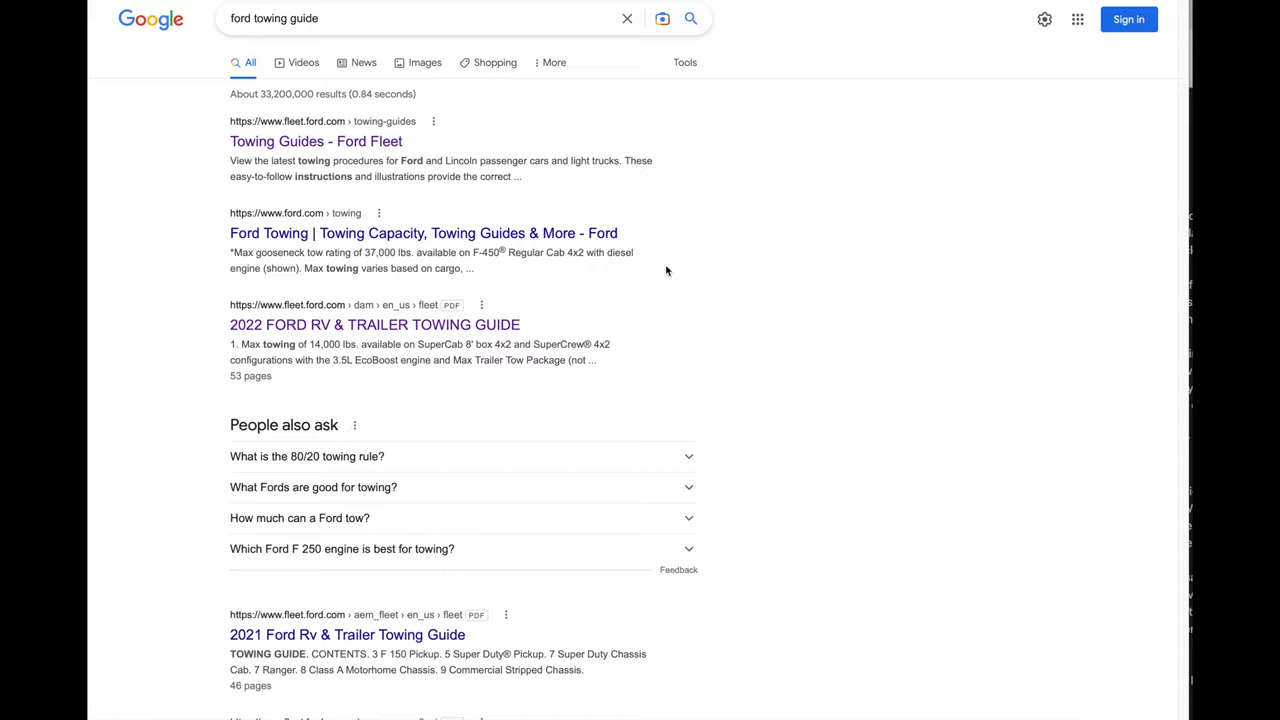 Google
ford towing guide
Sign in
All
Videos
News
Images
Shopping
More
Tools
About 33,200,000 results (0.84 seconds)
https://www.fleet.ford.com › towing-guides
Towing Guides - Ford Fleet
View the latest towing procedures for Ford and Lincoln passenger cars and light trucks. These
easy-to-follow instructions and illustrations provide the correct ...
https://www.ford.com › towing
Ford Towing | Towing Capacity, Towing Guides & More - Ford
*Max gooseneck tow rating of 37,000 lbs. available on F-450® Regular Cab 4x2 with diesel
engine (shown). Max towing varies based on cargo, ...
https://www.fleet.ford.com › dam › en_us › fleet PDF
2022 FORD RV & TRAILER TOWING GUIDE
1. Max towing of 14,000 lbs. available on SuperCab 8' box 4x2 and SuperCrew® 4x2
configurations with the 3.5L EcoBoost engine and Max Trailer Tow Package (not ...
53 pages
People also ask
What is the 80/20 towing rule?
What Fords are good for towing?
How much can a Ford tow?
Which Ford F 250 engine is best for towing?
Feedback
https://www.fleet.ford.com › aem_fleet › en_us › fleet PDF
2021 Ford Rv & Trailer Towing Guide
TOWING GUIDE. CONTENTS. 3 F 150 Pickup. 5 Super Duty® Pickup. 7 Super Duty Chassis
Cab. 7 Ranger. 8 Class A Motorhome Chassis. 9 Commercial Stripped Chassis.
46 pages